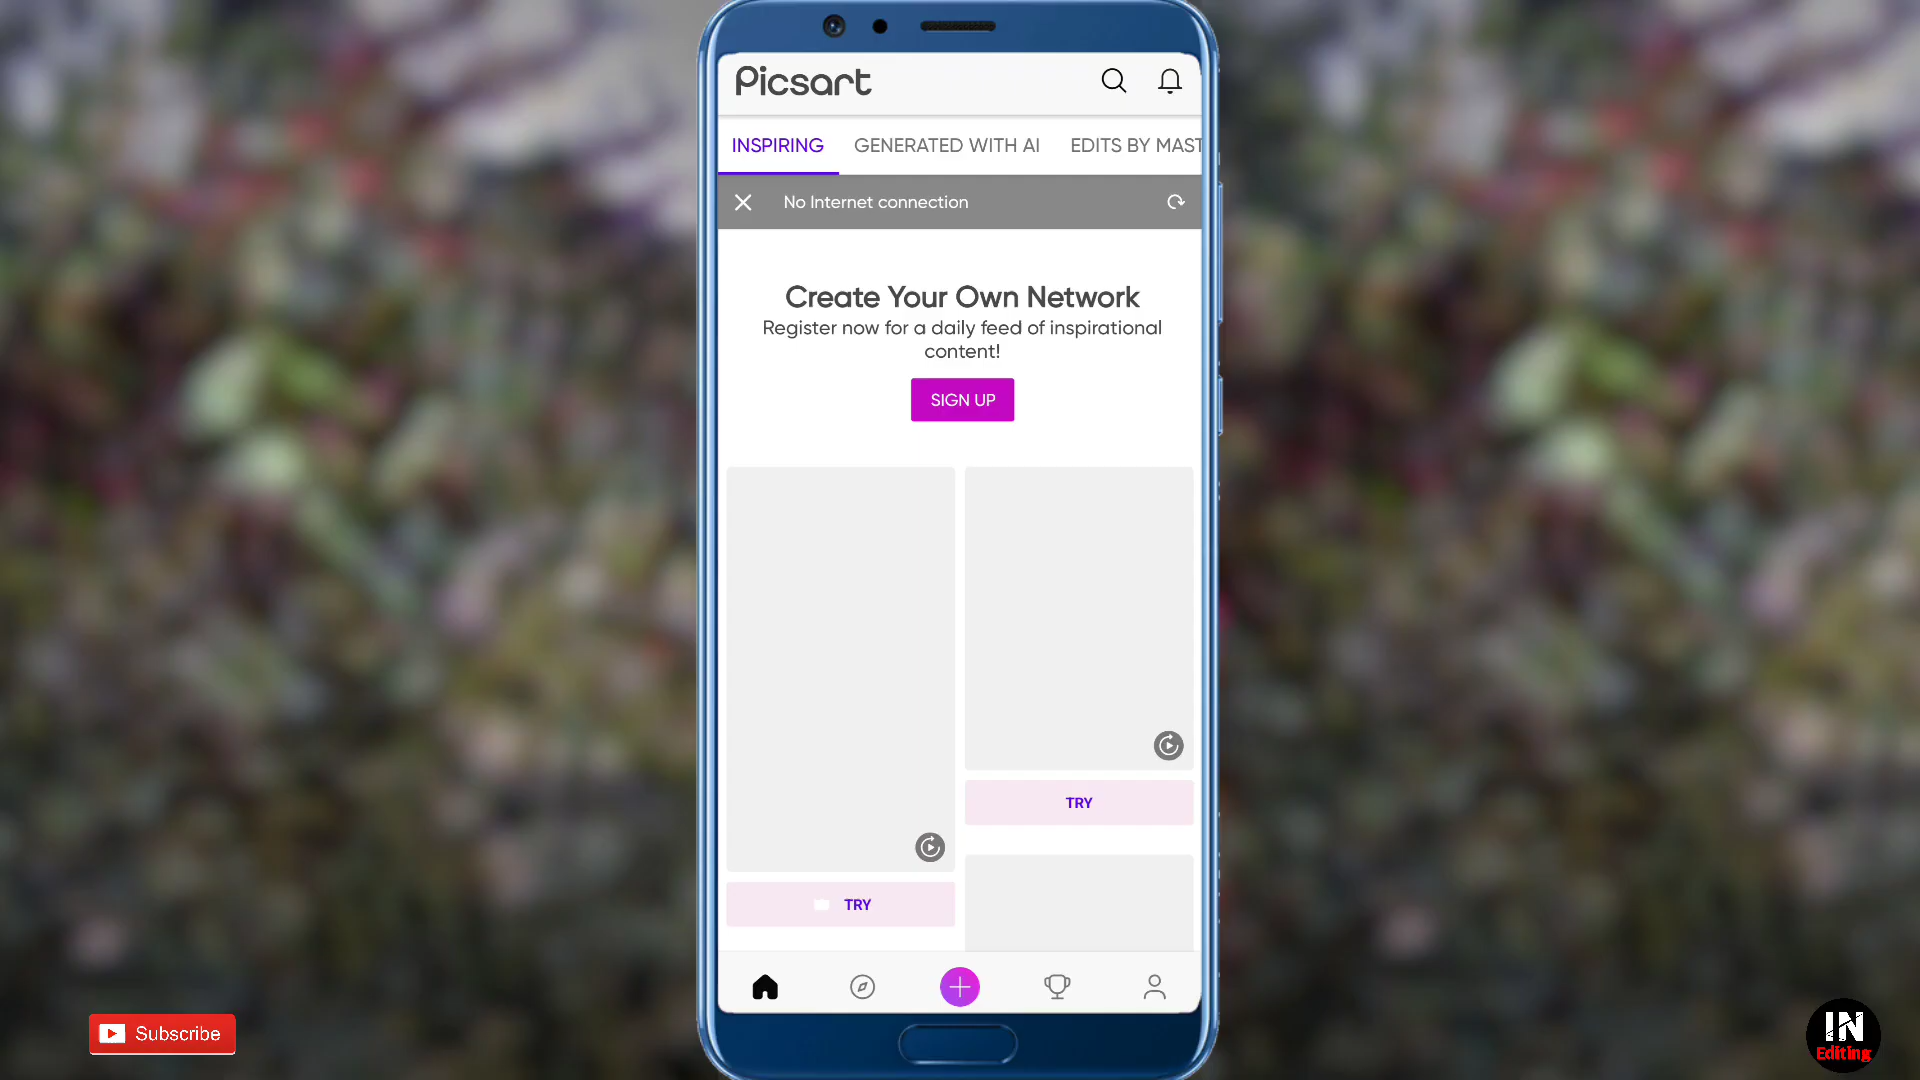 Picsart
INSPIRING GENERATED WITH AI EDITS BY MAST
No Internet connection
Create Your Own Network
Register now for a daily feed of inspirational
content!
SIGN UP
TRY
TRY
Subscribe
IN
Editing